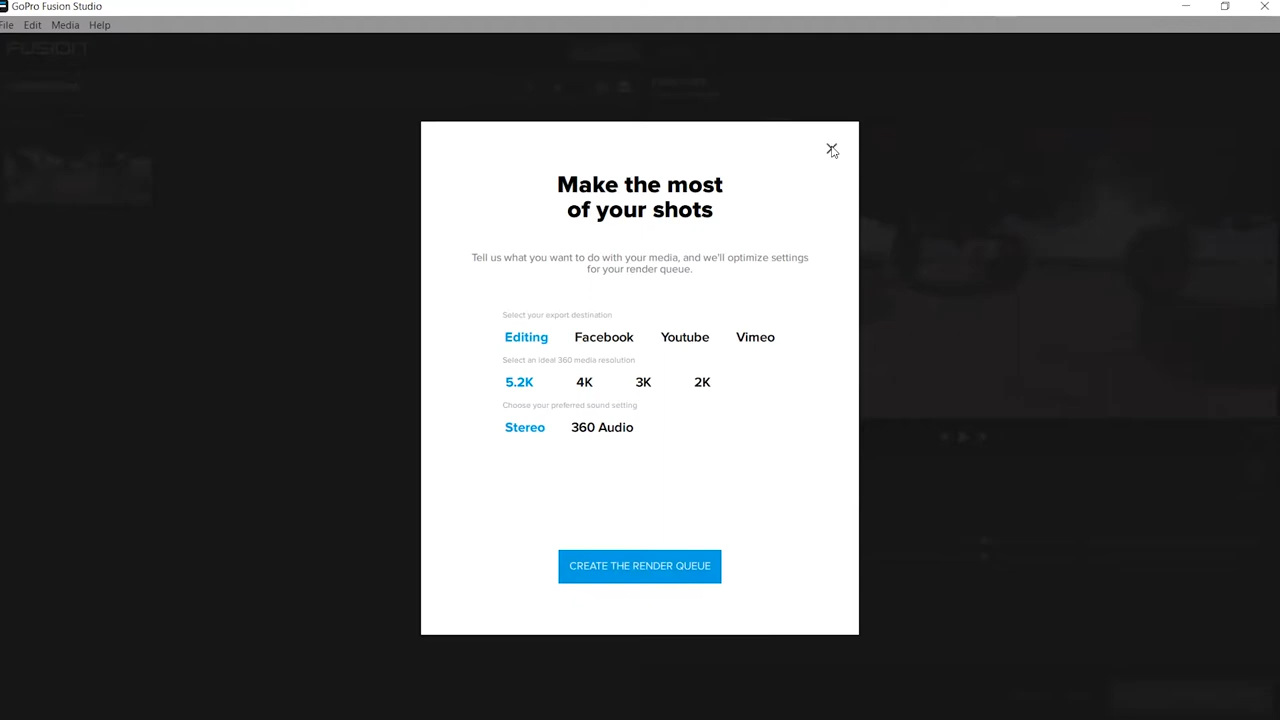 GoPro Fusion Studio
File Edit Media Help
FUSION
Make the most
of your shots
Tell us what you want to do with your media, and we'll optimize settings
for your render queue.
Select your export destination
Editing Facebook Youtube Vimeo
Select an ideal 360 media resolution
5.2K 4K 3K 2K
Choose your preferred sound setting
Stereo 360 Audio
CREATE THE RENDER QUEUE